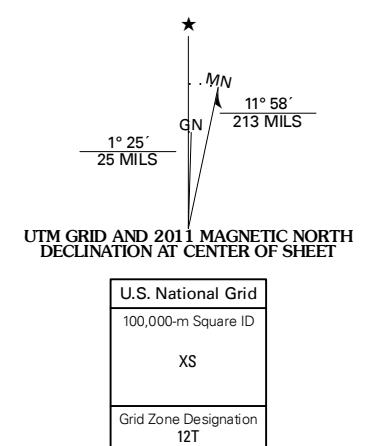 ★
MN
11° 58´
213 MILS
GN
1° 25´
25 MILS
UTM GRID AND 2011 MAGNETIC NORTH
DECLINATION AT CENTER OF SHEET
U.S. National Grid
100,000-m Square ID
XS
Grid Zone Designation
12T